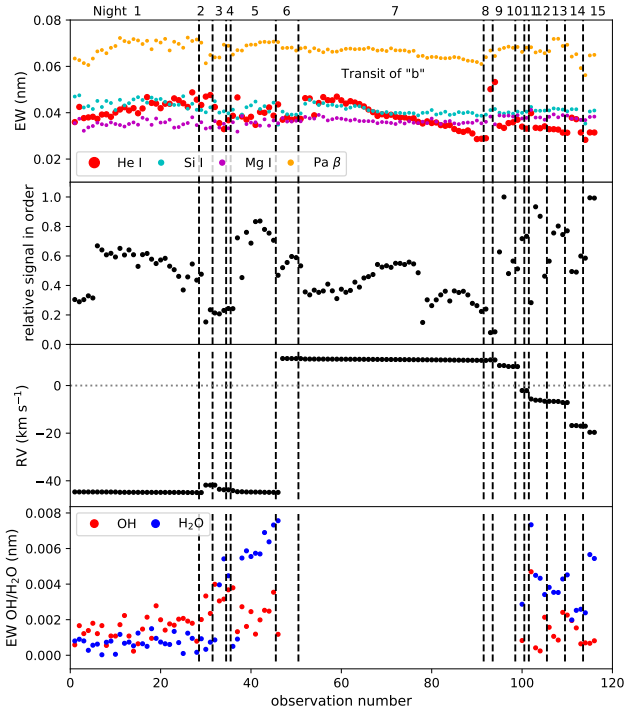 Night 1 2 3 4 5 6 7 8 9 10 11 12 13 14 15
0.08
0.06
0.04
0.02
EW (nm)
Transit of "b"
He I Si I Mg I Pa β
1.0
0.8
0.6
0.4
0.2
0.0
relative signal in order
0
−20
−40
RV (km s⁻¹)
0.008
0.006
0.004
0.002
0.000
EW OH/H₂O (nm)
OH H₂O
0 20 40 60 80 100 120
observation number